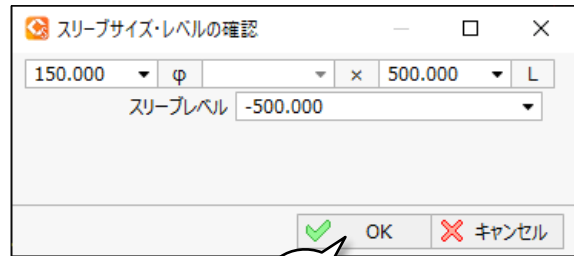 スリーブサイズ・レベルの確認
150.000 φ × 500.000 L
スリーブレベル -500.000
OK キャンセル